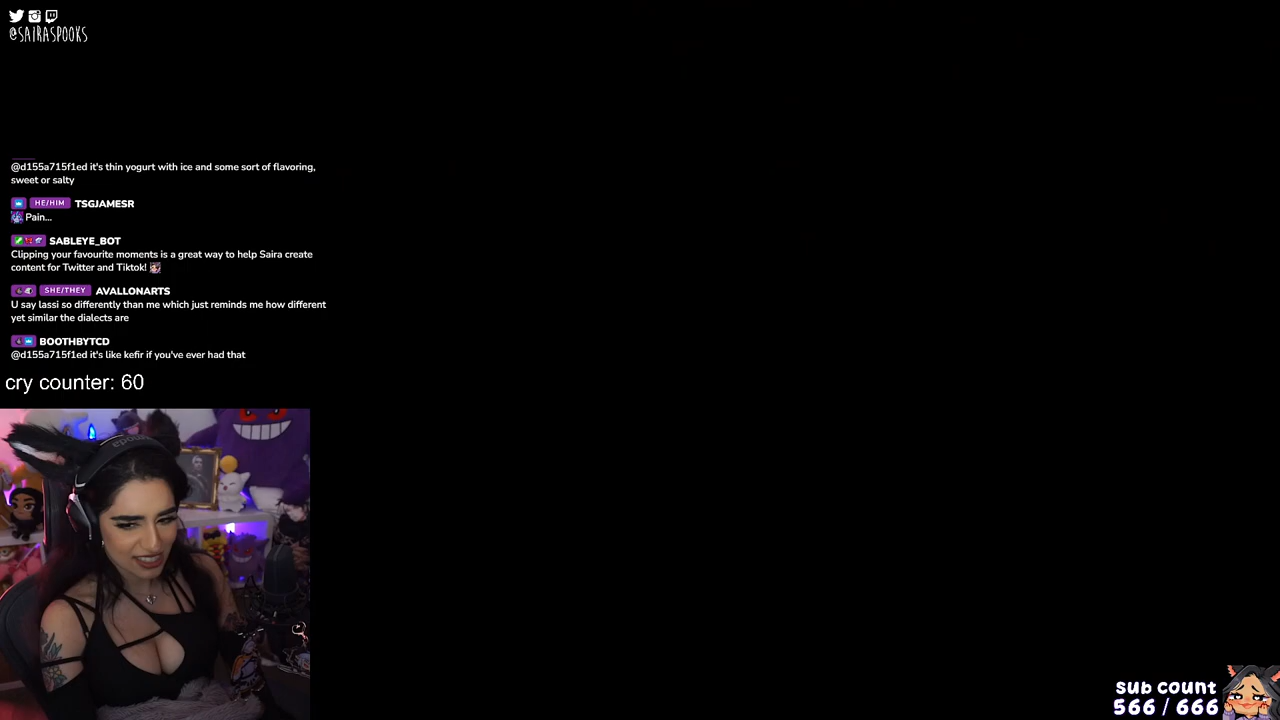 @SAIRASPOOKS
@d155a715f1ed it's thin yogurt with ice and some sort of flavoring,
sweet or salty
HE/HIM TSGJAMESR
Pain...
SABLEYE_BOT
Clipping your favourite moments is a great way to help Saira create
content for Twitter and Tiktok!
SHE/THEY AVALLONARTS
U say lassi so differently than me which just reminds me how different
yet similar the dialects are
BOOTHBYTCD
@d155a715f1ed it's like kefir if you've ever had that
cry counter: 60
sub count
566 / 666